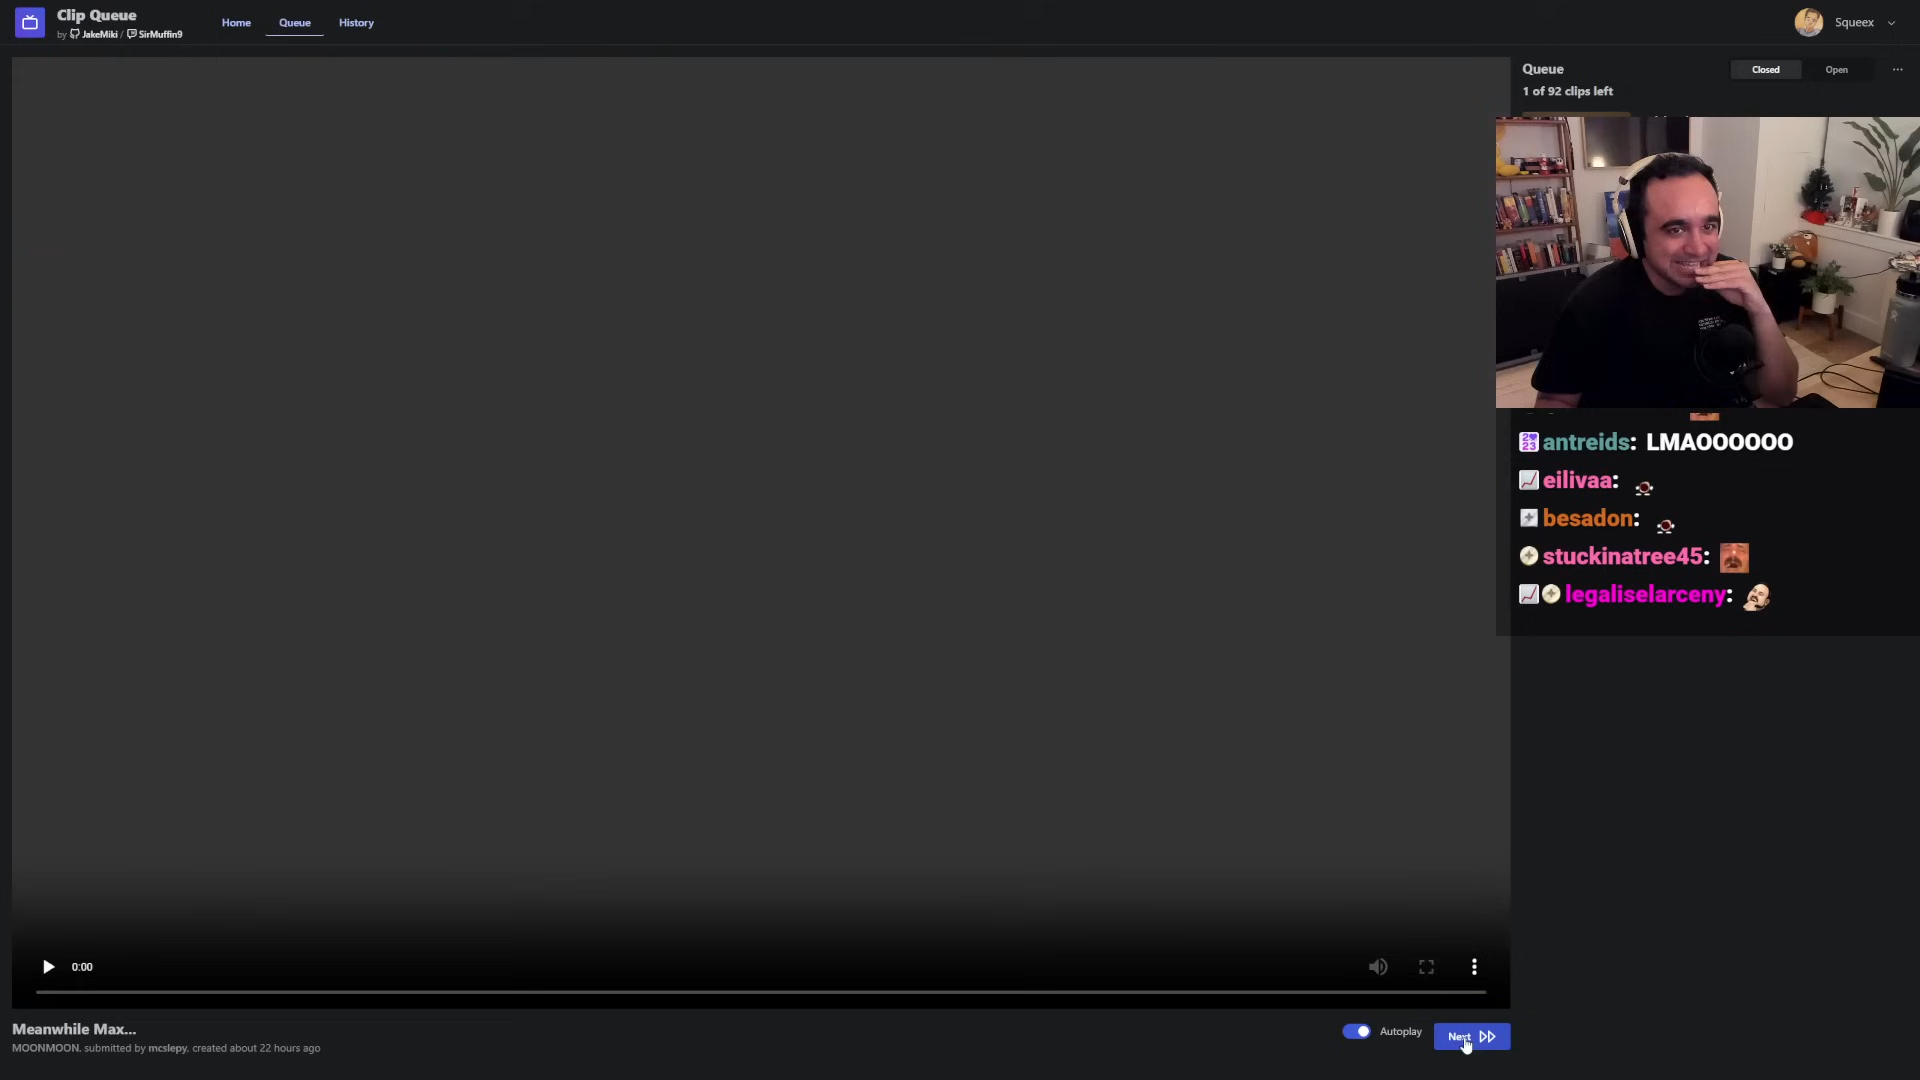 Clip Queue
by JakeMiki / SirMuffin9
Home
Queue
History
Squeex
Queue
Closed
Open
1 of 92 clips left
antreids: LMAOOOOOO
eilivaa:
besadon:
stuckinatree45:
legaliselarceny:
0:00
Meanwhile Max...
MOONMOON, submitted by mcslepy, created about 22 hours ago
Autoplay
Next